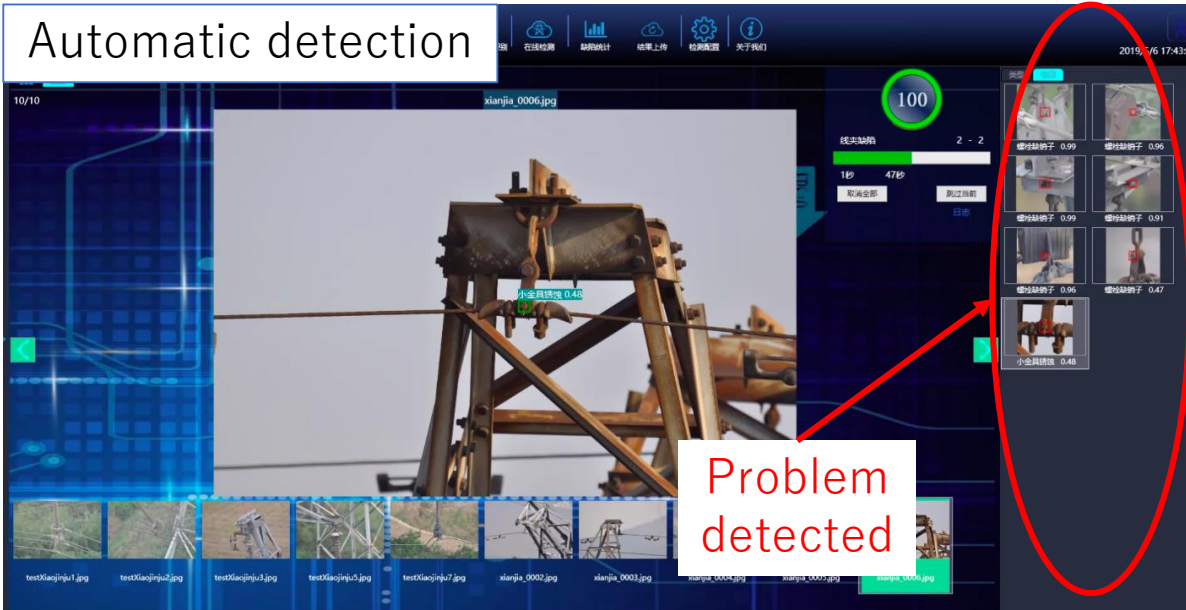 Automatic detection
在线检测
缺陷统计
结果上传
检测配置
关于我们
10/10
xianjia_0006.jpg
100
线夹缺陷 2 - 2
1秒 47秒
取消全部
跳过当前
日志
螺栓缺销子 0.99
螺栓缺销子 0.96
螺栓缺销子 0.99
螺栓缺销子 0.91
螺栓缺销子 0.96
螺栓缺销子 0.47
小金具锈蚀 0.48
小金具锈蚀 0.48
Problem
detected
testXiaojinju1.jpg
testXiaojinju2.jpg
testXiaojinju3.jpg
testXiaojinju5.jpg
testXiaojinju7.jpg
xianjia_0002.jpg
xianjia_0003.jpg
xianjia_0004.jpg
xianjia_0005.jpg
xianjia_0006.jpg